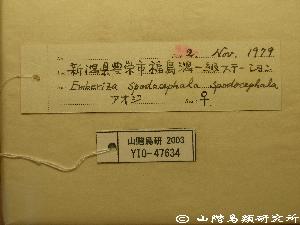 2. Nov. 1979
新潟県豊栄市福島潟一級ステーション
Emberiza spodocephala spodocephala
アオジ ♀
山階鳥研 2003
YIO-47634
© 山階鳥類研究所